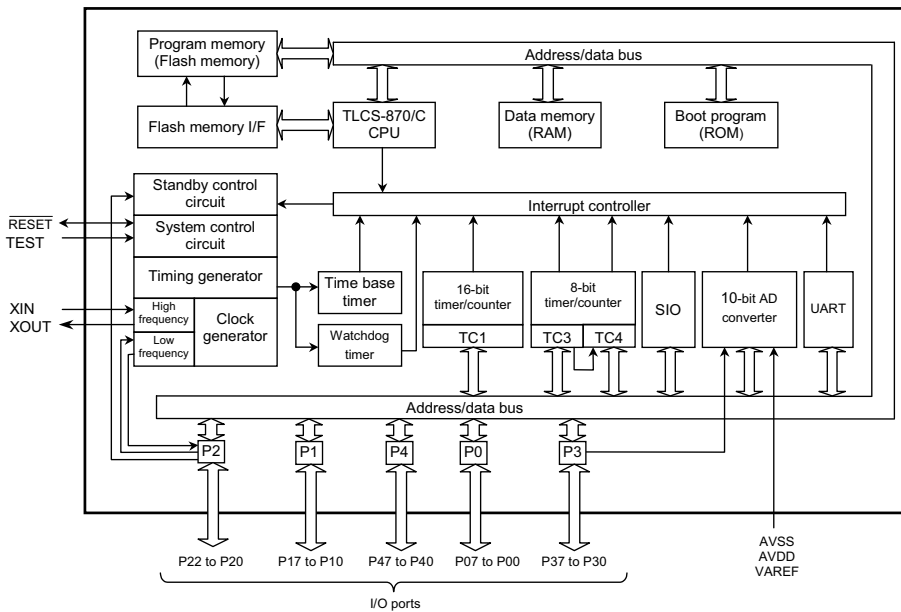 Program memory
(Flash memory)
Address/data bus
Flash memory I/F
TLCS-870/C
CPU
Data memory
(RAM)
Boot program
(ROM)
Standby control
circuit
Interrupt controller
RESET
TEST
System control
circuit
Timing generator
Time base
timer
16-bit
timer/counter
TC1
8-bit
timer/counter
TC3
TC4
SIO
10-bit AD
converter
UART
XIN
XOUT
High
frequency
Clock
generator
Low
frequency
Watchdog
timer
Address/data bus
P2
P1
P4
P0
P3
P22 to P20
P17 to P10
P47 to P40
P07 to P00
P37 to P30
AVSS
AVDD
VAREF
I/O ports